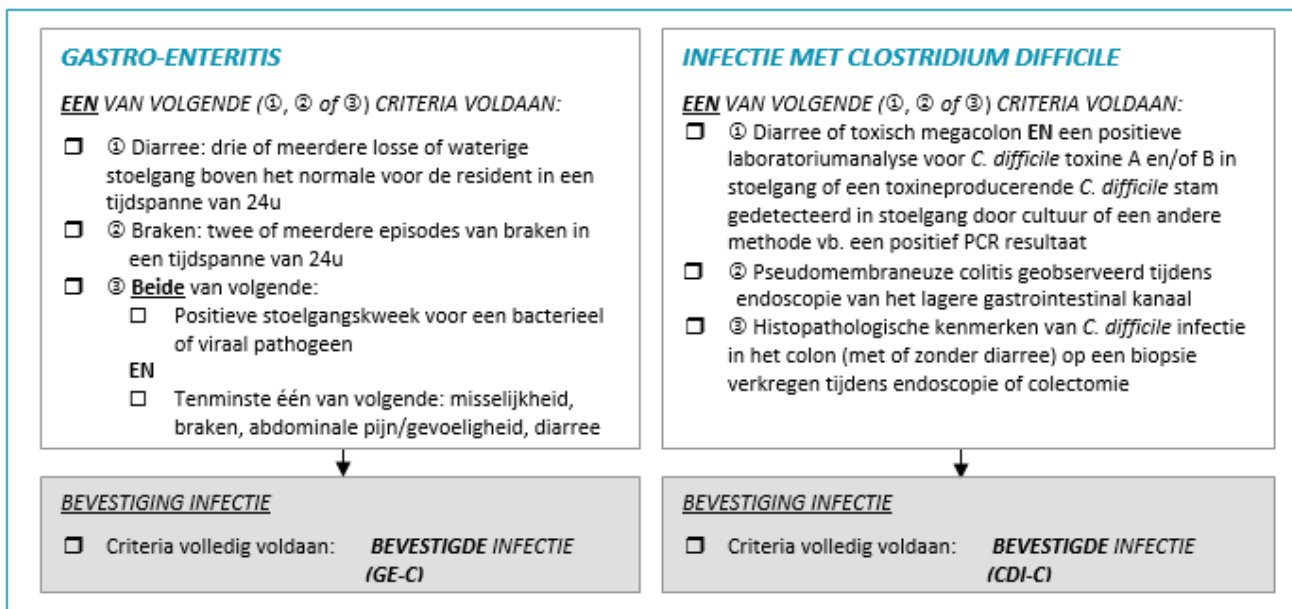 GASTRO-ENTERITIS
EEN VAN VOLGENDE (①, ② of ③) CRITERIA VOLDAAN:
① Diarree: drie of meerdere losse of waterige
stoelgang boven het normale voor de resident in een
tijdspanne van 24u
② Braken: twee of meerdere episodes van braken in
een tijdspanne van 24u
③ Beide van volgende:
Positieve stoelgangskweek voor een bacterieel
of viraal pathogeen
EN
Tenminste één van volgende: misselijkheid,
braken, abdominale pijn/gevoeligheid, diarree
BEVESTIGING INFECTIE
Criteria volledig voldaan: BEVESTIGDE INFECTIE
(GE-C)
INFECTIE MET CLOSTRIDIUM DIFFICILE
EEN VAN VOLGENDE (①, ② of ③) CRITERIA VOLDAAN:
① Diarree of toxisch megacolon EN een positieve
laboratoriumanalyse voor C. difficile toxine A en/of B in
stoelgang of een toxineproducerende C. difficile stam
gedetecteerd in stoelgang door cultuur of een andere
methode vb. een positief PCR resultaat
② Pseudomembraneuze colitis geobserveerd tijdens
endoscopie van het lagere gastrointestinal kanaal
③ Histopathologische kenmerken van C. difficile infectie
in het colon (met of zonder diarree) op een biopsie
verkregen tijdens endoscopie of colectomie
BEVESTIGING INFECTIE
Criteria volledig voldaan: BEVESTIGDE INFECTIE
(CDI-C)